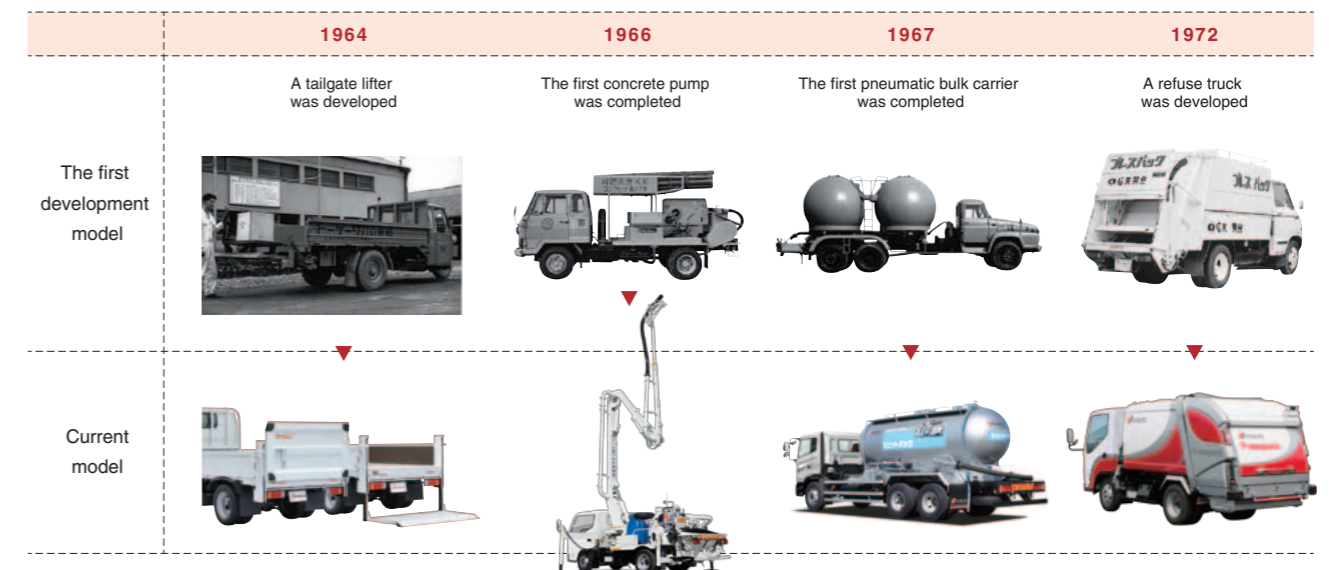 1964
1966
1967
1972
A tailgate lifter
was developed
The first concrete pump
was completed
The first pneumatic bulk carrier
was completed
A refuse truck
was developed
The first
development
model
プレスパック
プレスパック
Current
model